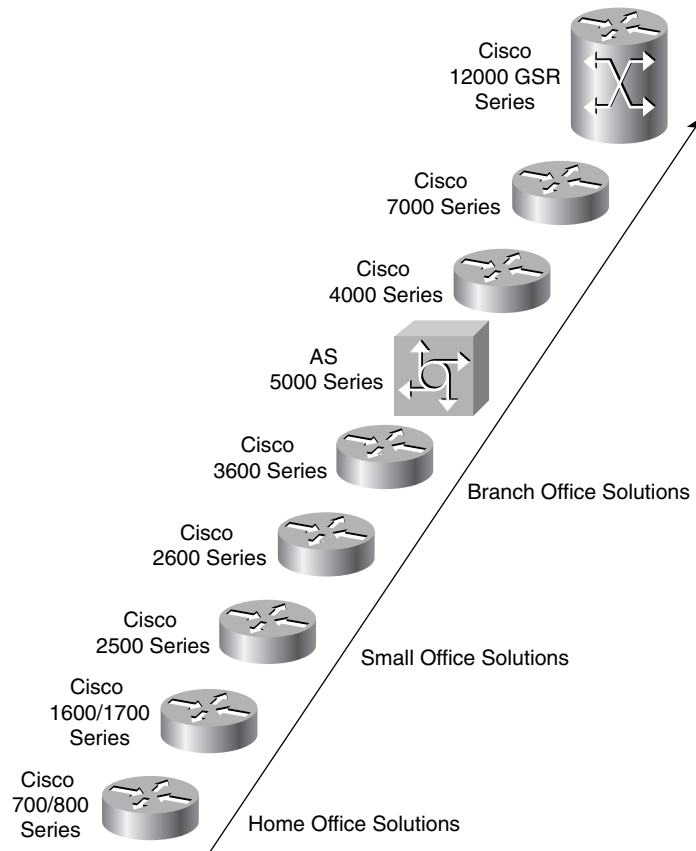 Cisco
12000 GSR
Series
Cisco
7000 Series
Cisco
4000 Series
AS
5000 Series
Cisco
3600 Series
Branch Office Solutions
Cisco
2600 Series
Cisco
2500 Series
Small Office Solutions
Cisco
1600/1700
Series
Cisco
700/800
Series
Home Office Solutions